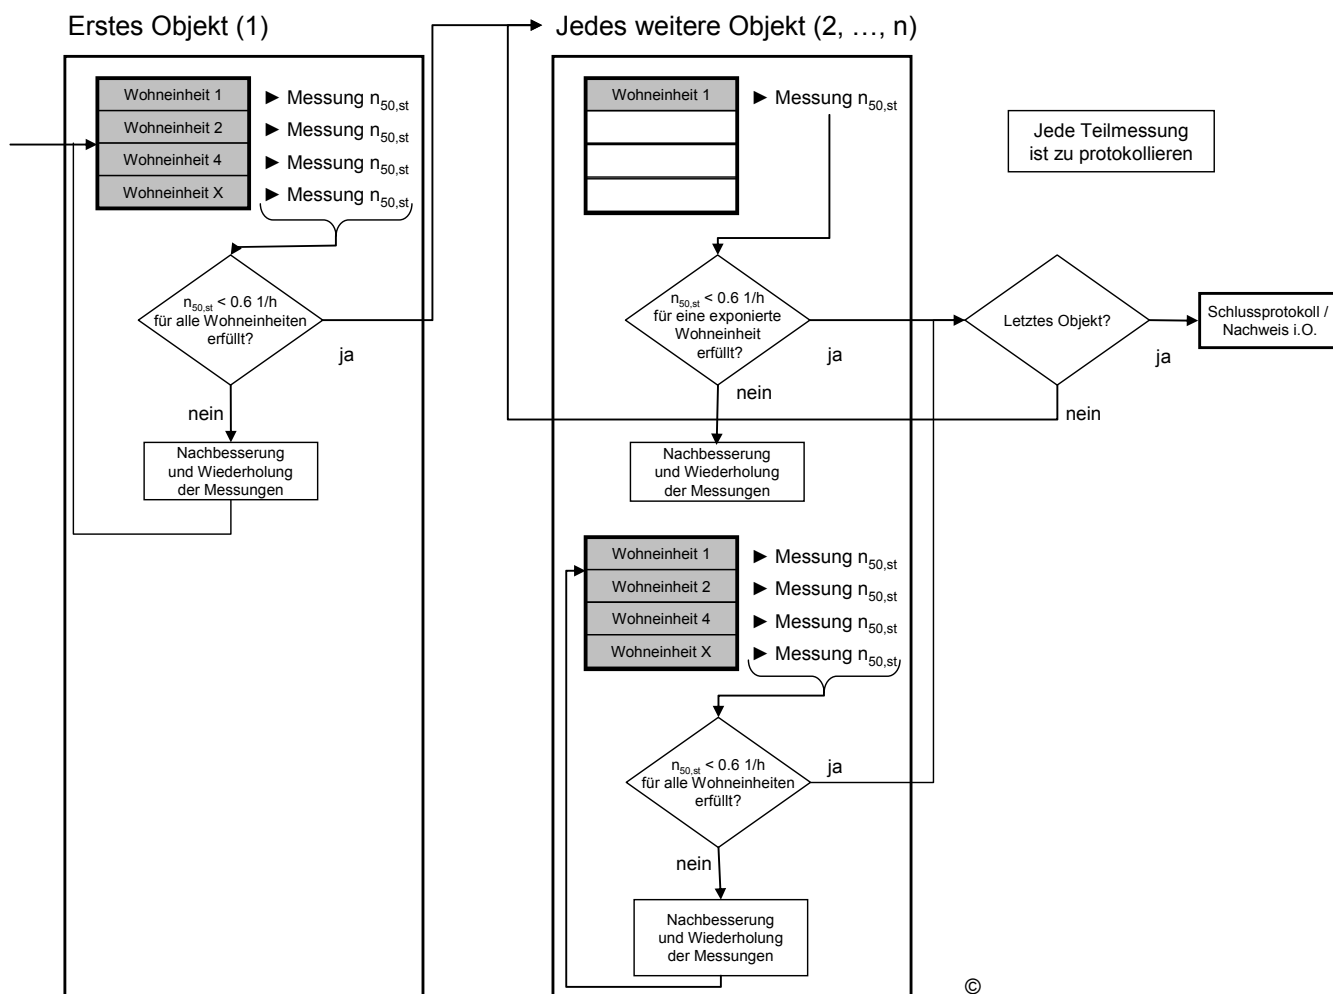 Erstes Objekt (1)
Wohneinheit 1
► Messung n50,st
Wohneinheit 2
► Messung n50,st
Wohneinheit 4
► Messung n50,st
Wohneinheit X
► Messung n50,st
n50,st < 0.6 1/h
für alle Wohneinheiten
erfüllt?
ja
nein
Nachbesserung
und Wiederholung
der Messungen
Jedes weitere Objekt (2, …, n)
Wohneinheit 1
► Messung n50,st
n50,st < 0.6 1/h
für eine exponierte
Wohneinheit
erfüllt?
ja
nein
Nachbesserung
und Wiederholung
der Messungen
Wohneinheit 1
► Messung n50,st
Wohneinheit 2
► Messung n50,st
Wohneinheit 4
► Messung n50,st
Wohneinheit X
► Messung n50,st
n50,st < 0.6 1/h
für alle Wohneinheiten
erfüllt?
ja
nein
Nachbesserung
und Wiederholung
der Messungen
Jede Teilmessung
ist zu protokollieren
Letztes Objekt?
ja
nein
Schlussprotokoll /
Nachweis i.O.
©